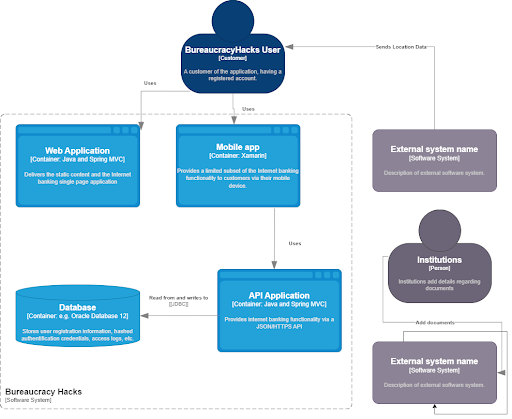 BureaucracyHacks User
[Customer]
A customer of the application, having a
registered account.
Sends Location Data
Uses
Uses
Web Application
[Container: Java and Spring MVC]
Delivers the static content and the Internet
banking single page application
Mobile app
[Container: Xamarin]
Provides a limited subset of the Internet banking
functionality to customers via their mobile
device.
External system name
[Software System]
Description of external software system.
Uses
Institutions
[Person]
Institutions add details regarding
documents
API Application
[Container: Java and Spring MVC]
Provides Internet banking functionality via a
JSON/HTTPS API
Read from and writes to
[JDBC]
Database
[Container: e.g. Oracle Database 12]
Stores user registration information, hashed
authentification credentials, access logs, etc.
Add documents
External system name
[Software System]
Description of external software system.
Bureaucracy Hacks
[Software System]